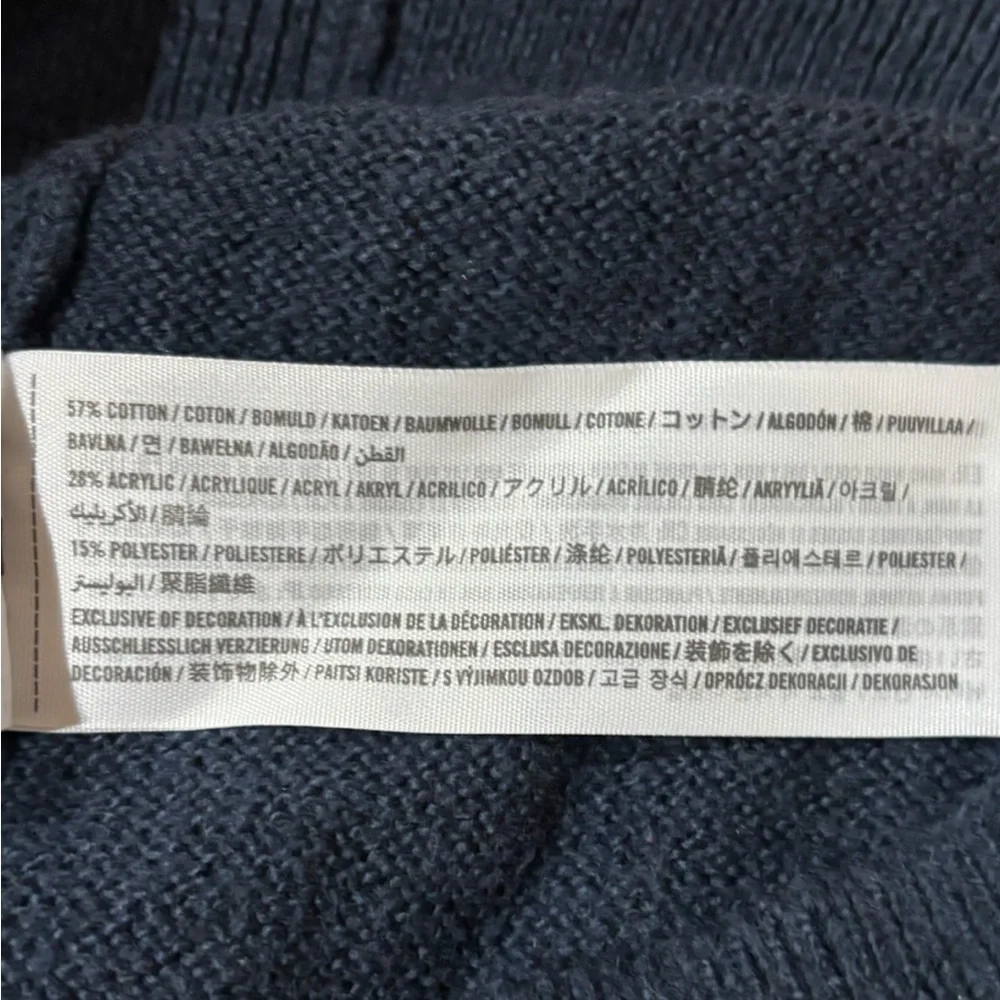 57% COTTON / COTON / BOMULD / KATOEN / BAUMWOLLE / BOMULL / COTONE / コットン / ALGODÓN / 棉 / PUUVILLAA /
BAVLNA / 면 / BAWEŁNA / ALGODÃO / القطن
28% ACRYLIC / ACRYLIQUE / ACRYL / AKRYL / ACRILICO / アクリル / ACRÍLICO / 腈纶 / AKRYYLIÄ / 아크릴 /
الأكريليك / 腈綸
15% POLYESTER / POLIESTERE / ポリエステル / POLIÉSTER / 涤纶 / POLYESTERIÄ / 폴리에스테르 / POLIESTER /
البوليستر / 聚脂纖維
EXCLUSIVE OF DECORATION / À L'EXCLUSION DE LA DÉCORATION / EKSKL. DEKORATION / EXCLUSIEF DECORATIE /
AUSSCHLIESSLICH VERZIERUNG / UTOM DEKORATIONEN / ESCLUSA DECORAZIONE / 装飾を除く / EXCLUSIVO DE
DECORACIÓN / 装饰物除外 / PAITSI KORISTE / S VÝJIMKOU OZDOB / 고급 장식 / OPRÓCZ DEKORACJI / DEKORASJON